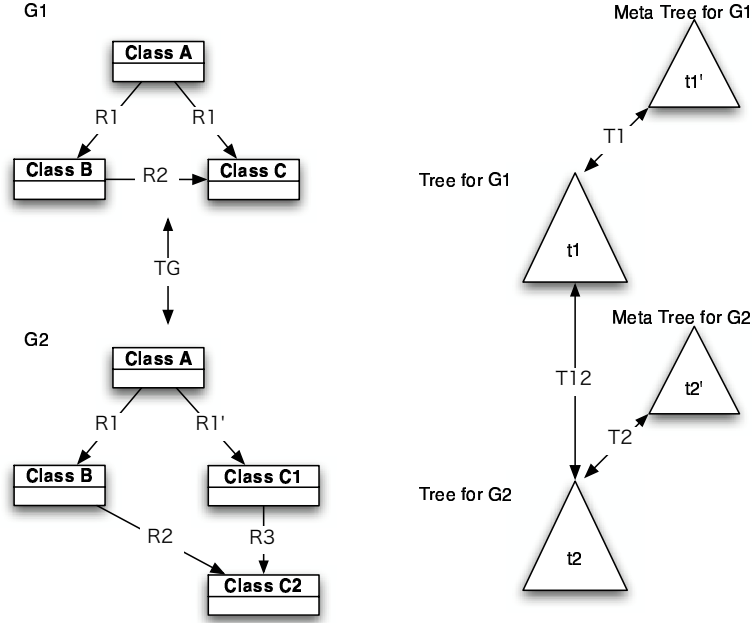 G1
Class A
R1 R1
Class B R2 Class C
TG
G2
Class A
R1 R1'
Class B Class C1
R2 R3
Class C2
Meta Tree for G1
t1'
T1
Tree for G1
t1
Meta Tree for G2
T12
t2'
T2
Tree for G2
t2